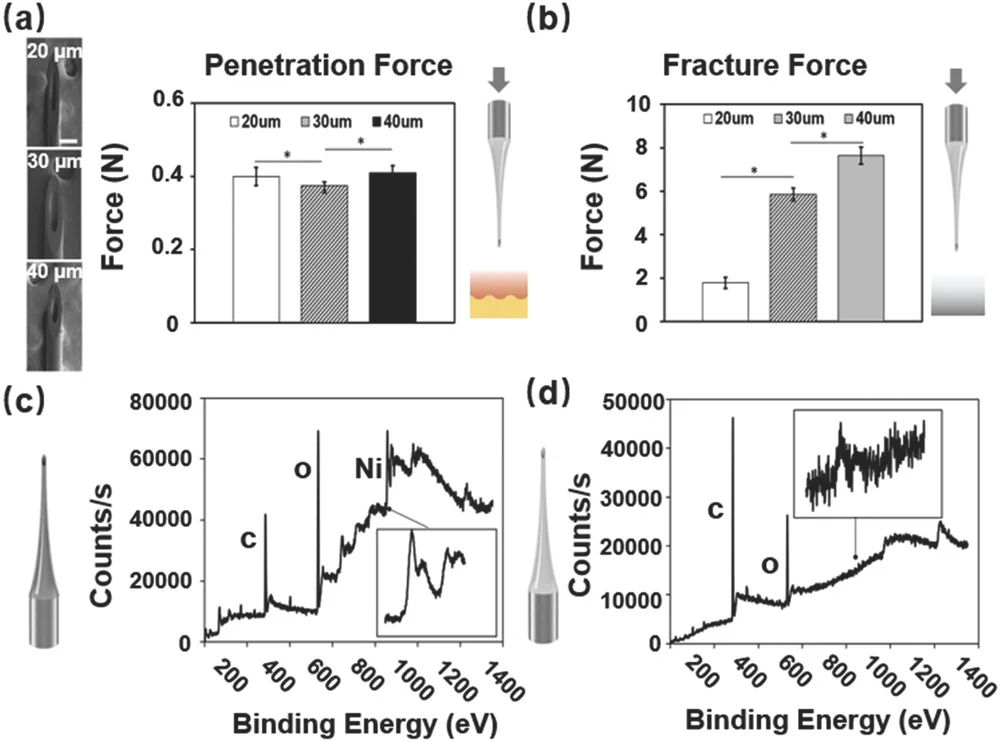 (a)
20 μm
30 μm
40 μm
Penetration Force
Force (N)
0.6
0.4
0.2
0
20um 30um 40um
*
*
(b)
Fracture Force
Force (N)
10
8
6
4
2
0
20um 30um 40um
*
*
(c)
Counts/s
80000
60000
40000
20000
0
C
O
Ni
200 400 600 800 1000 1200 1400
Binding Energy (eV)
(d)
Counts/s
50000
40000
30000
20000
10000
0
C
O
200 400 600 800 1000 1200 1400
Binding Energy (eV)